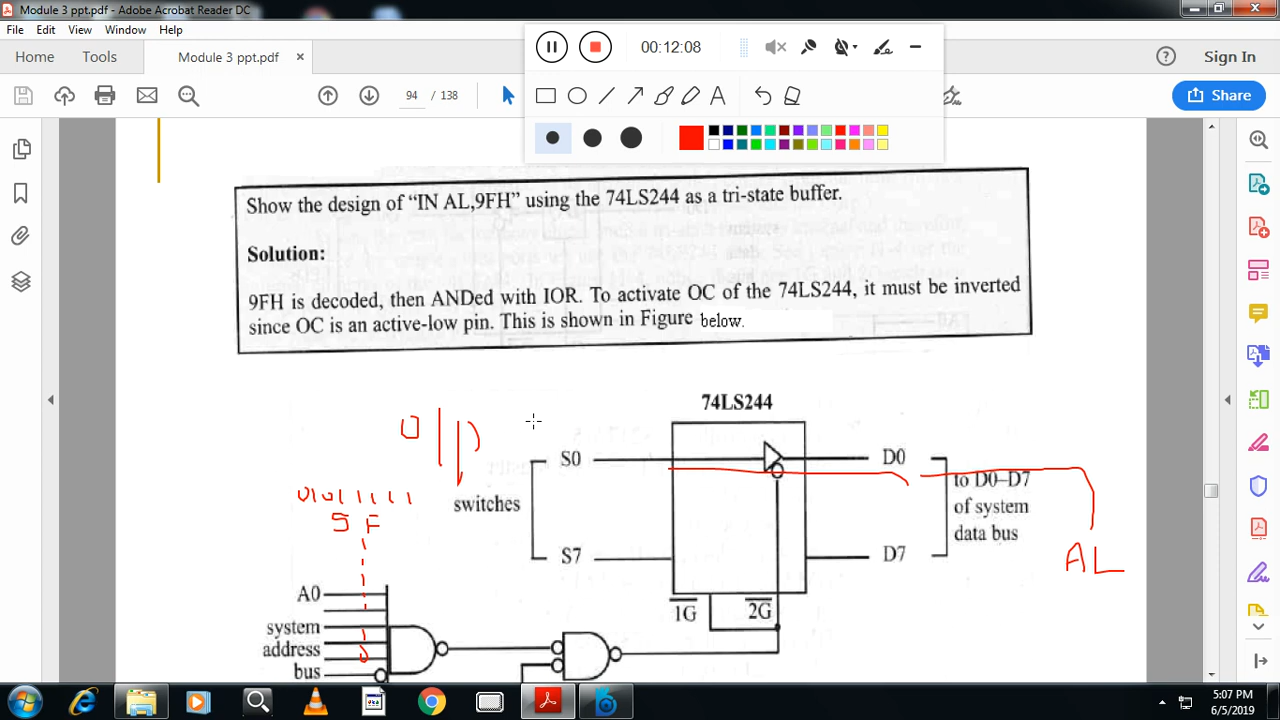 Module 3 ppt.pdf - Adobe Acrobat Reader DC
File Edit View Window Help
Home Tools Module 3 ppt.pdf × Sign In
94 / 138 Share
00:12:08
A
Show the design of “IN AL,9FH” using the 74LS244 as a tri-state buffer.
Solution:
9FH is decoded, then ANDed with IOR. To activate OC of the 74LS244, it must be inverted
since OC is an active-low pin. This is shown in Figure below.
74LS244
S0
D0
switches
to D0–D7
of system
data bus
S7
D7
AL
F
1G 2G
A0
system
address
bus
5:07 PM
6/5/2019